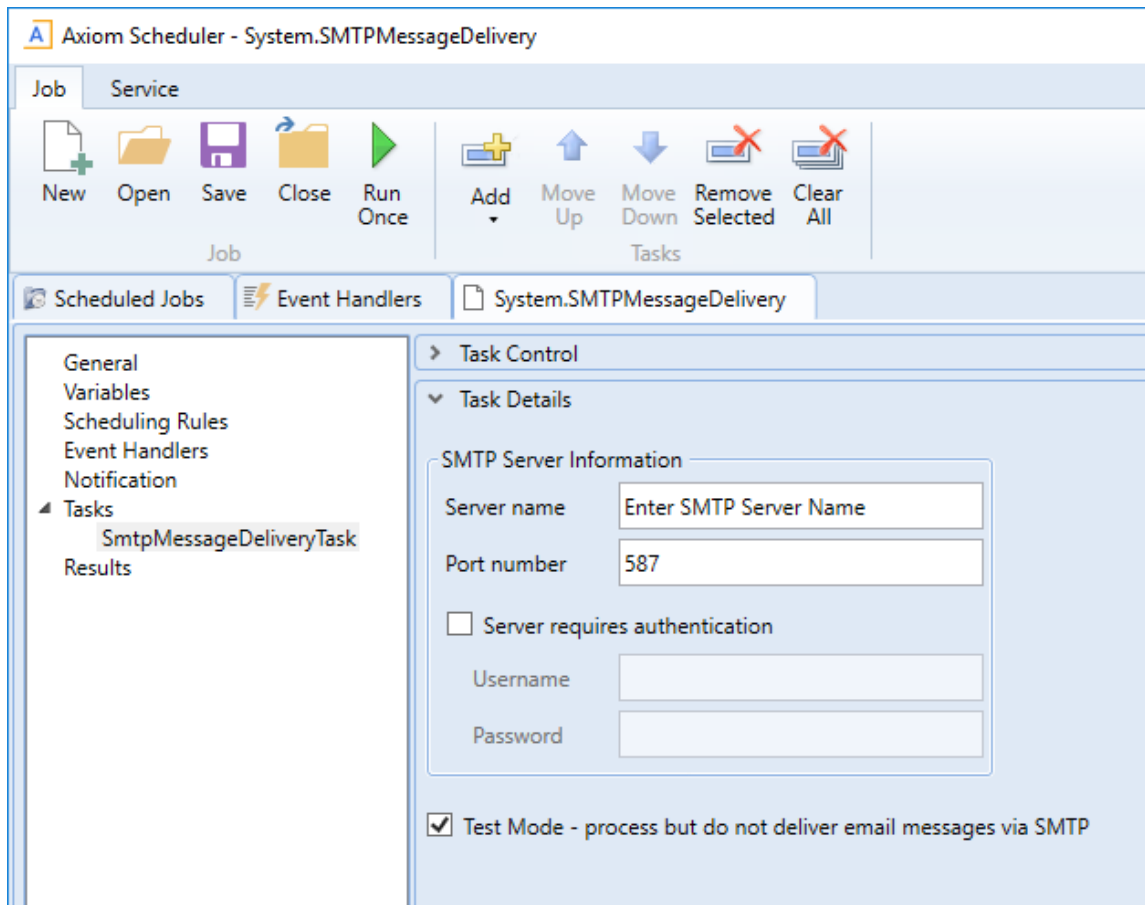 A Axiom Scheduler - System.SMTPMessageDelivery
Job Service
New Open Save Close Run Once Add Move Up Move Down Remove Selected Clear All
Job Tasks
Scheduled Jobs Event Handlers System.SMTPMessageDelivery
General
Variables
Scheduling Rules
Event Handlers
Notification
Tasks
SmtpMessageDeliveryTask
Results
Task Control
Task Details
SMTP Server Information
Server name Enter SMTP Server Name
Port number 587
Server requires authentication
Username
Password
Test Mode - process but do not deliver email messages via SMTP